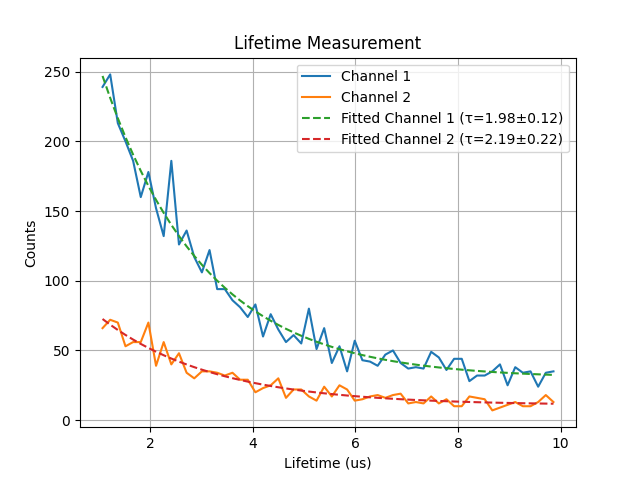 Lifetime Measurement
Channel 1
Channel 2
Fitted Channel 1 (τ=1.98±0.12)
Fitted Channel 2 (τ=2.19±0.22)
Counts
250
200
150
100
50
0
2
4
6
8
10
Lifetime (us)